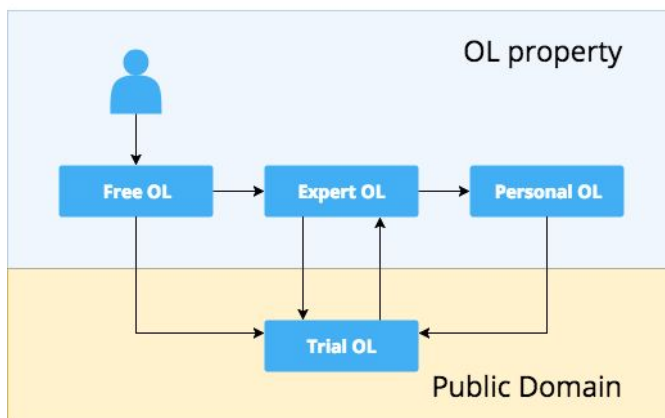 OL property
Free OL
Expert OL
Personal OL
Trial OL
Public Domain